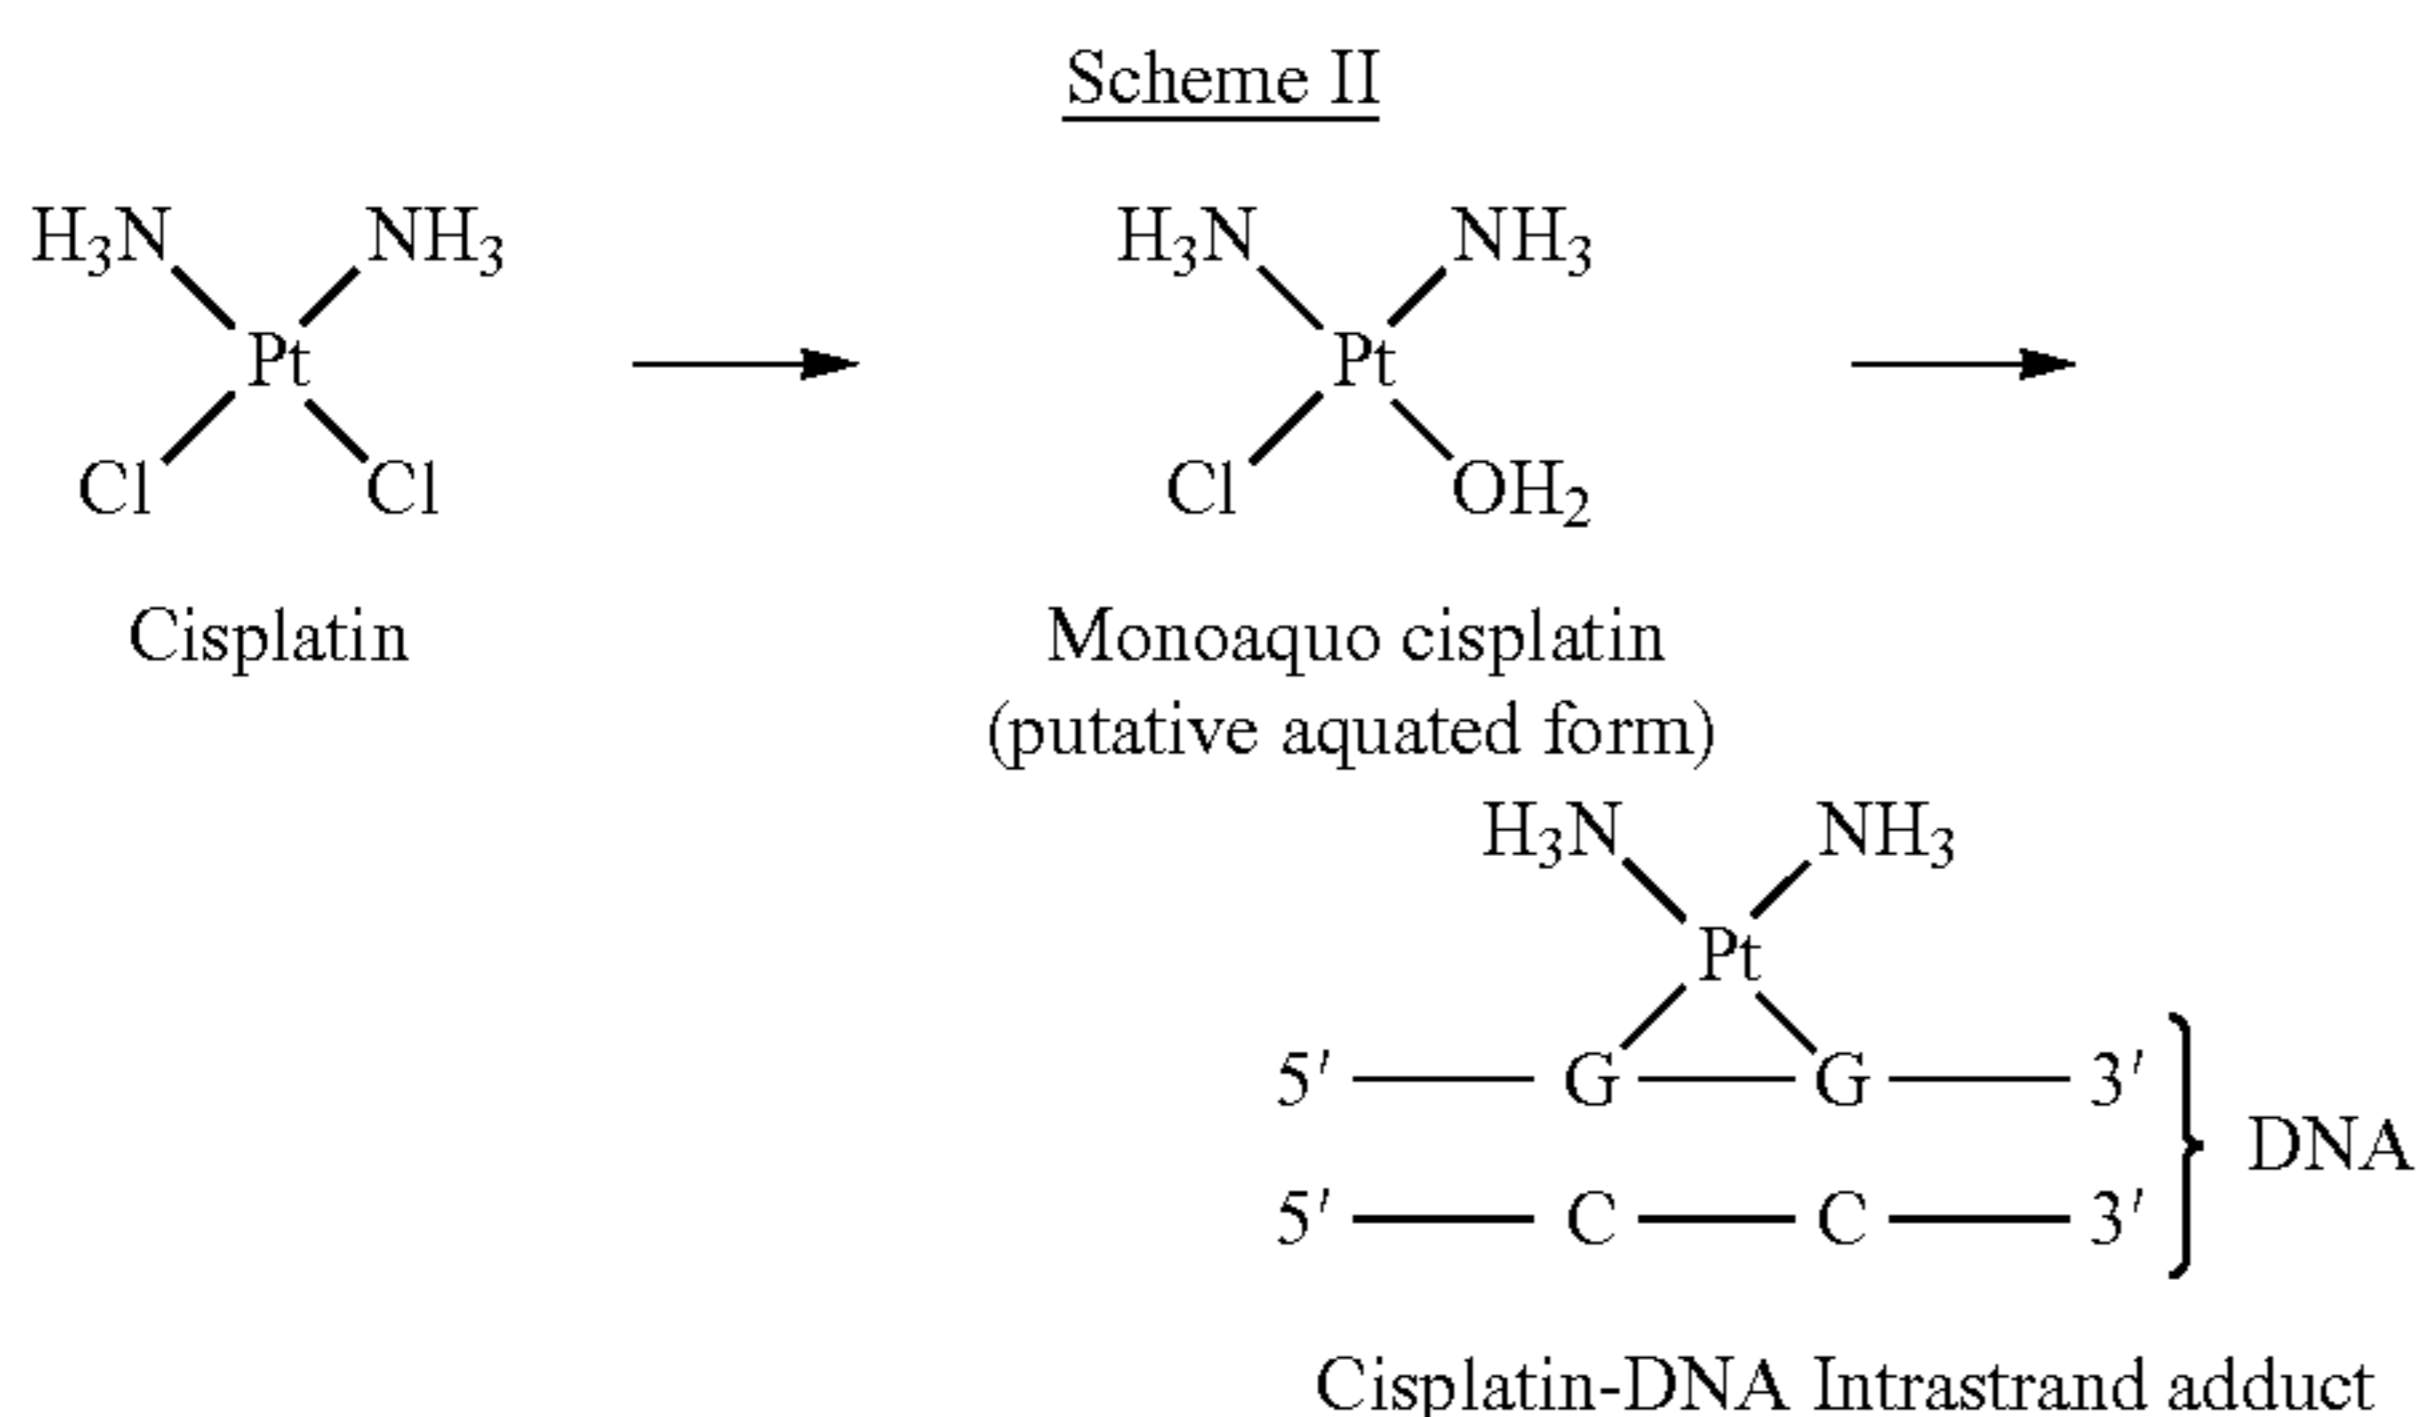 Scheme II
H3N NH3 H3N NH3
Pt Pt
Cl Cl Cl OH2
Cisplatin Monoaquo cisplatin
(putative aquated form)
H3N NH3
Pt
5′ G G 3′
DNA
5′ C C 3′
Cisplatin-DNA Intrastrand adduct